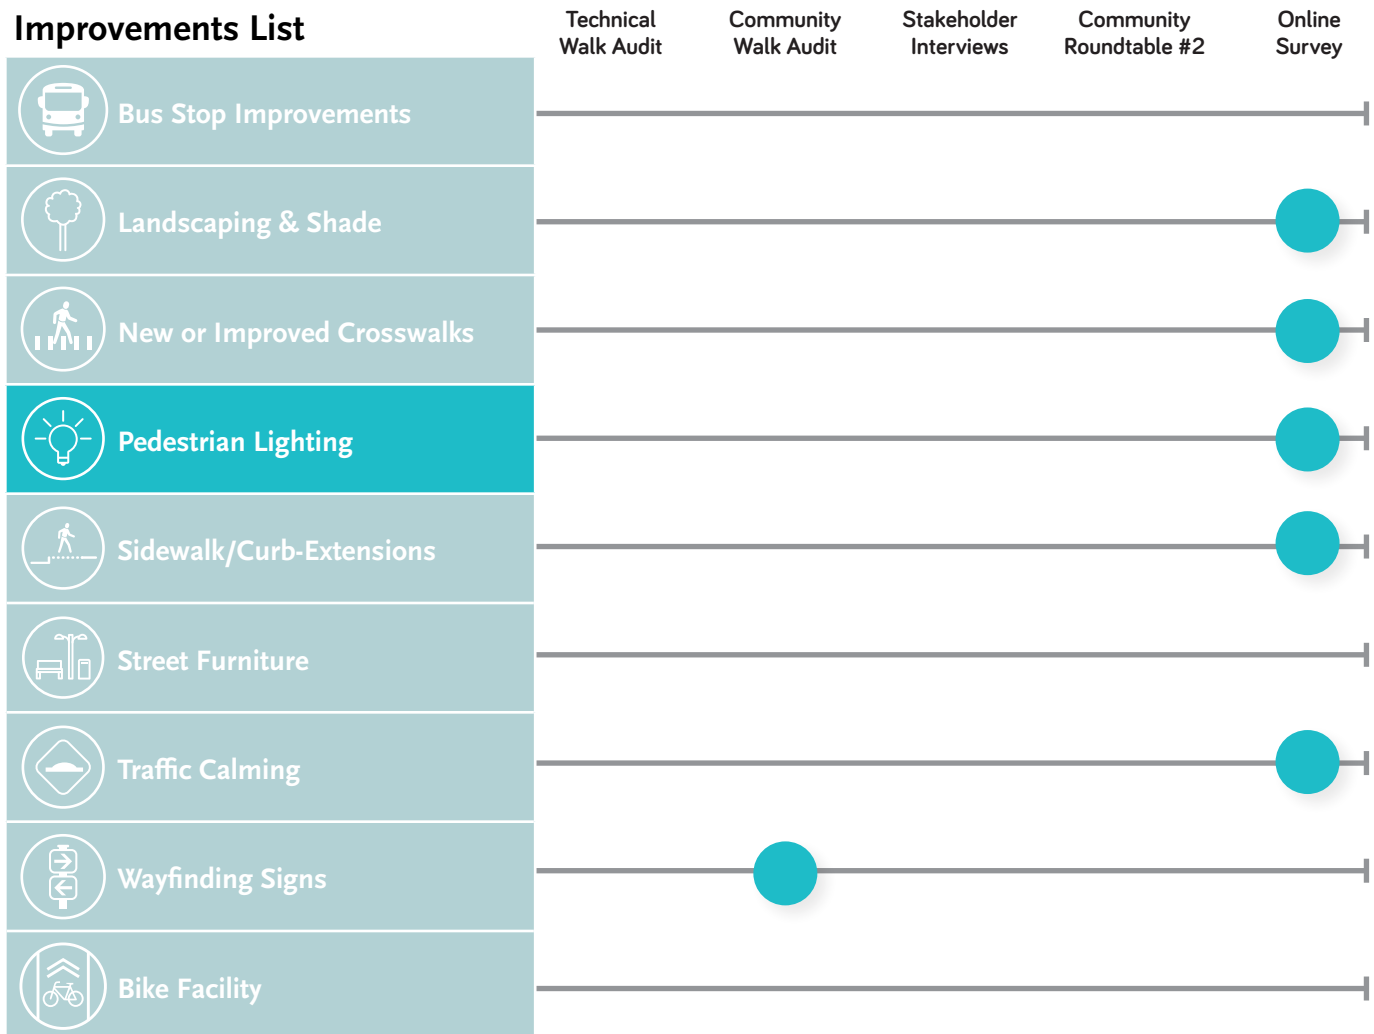 Improvements List
Technical
Walk Audit
Community
Walk Audit
Stakeholder
Interviews
Community
Roundtable #2
Online
Survey
Bus Stop Improvements
Landscaping & Shade
New or Improved Crosswalks
Pedestrian Lighting
Sidewalk/Curb-Extensions
Street Furniture
Traffic Calming
Wayfinding Signs
Bike Facility